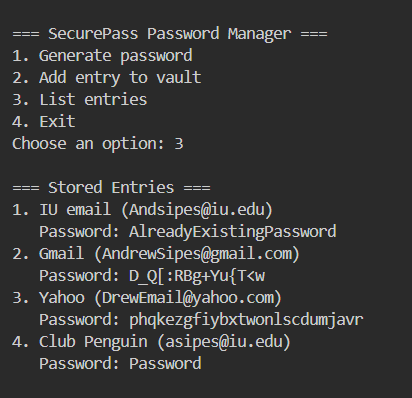 === SecurePass Password Manager ===
1. Generate password
2. Add entry to vault
3. List entries
4. Exit
Choose an option: 3
=== Stored Entries ===
1. IU email (Andsipes@iu.edu)
Password: AlreadyExistingPassword
2. Gmail (AndrewSipes@gmail.com)
Password: D_Q[:RBg+Yu{T<w
3. Yahoo (DrewEmail@yahoo.com)
Password: phqkezgfiybxtwonlscdumjavr
4. Club Penguin (asipes@iu.edu)
Password: Password